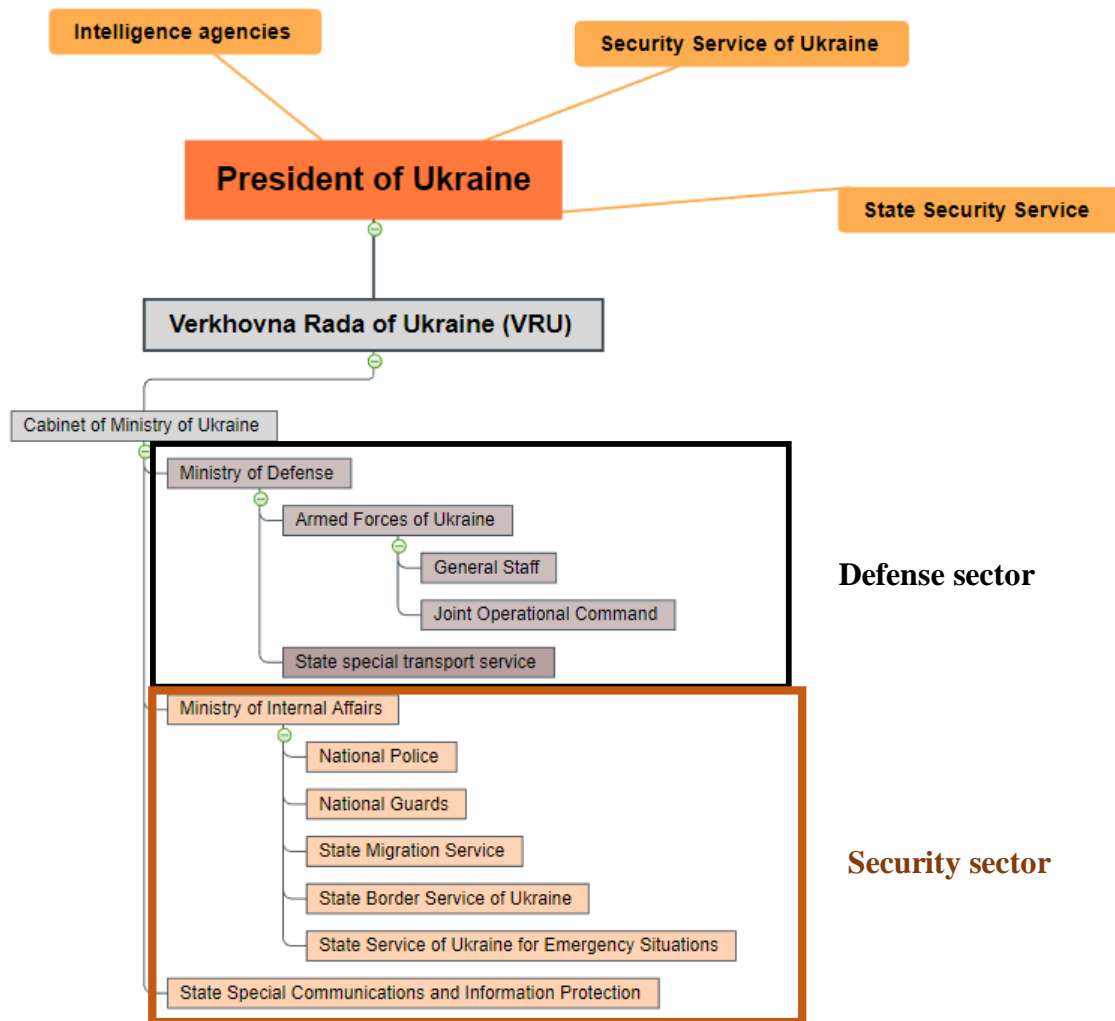 Intelligence agencies
Security Service of Ukraine
President of Ukraine
State Security Service
Verkhovna Rada of Ukraine (VRU)
Cabinet of Ministry of Ukraine
Ministry of Defense
Armed Forces of Ukraine
General Staff
Defense sector
Joint Operational Command
State special transport service
Ministry of Internal Affairs
National Police
National Guards
State Migration Service
Security sector
State Border Service of Ukraine
State Service of Ukraine for Emergency Situations
State Special Communications and Information Protection